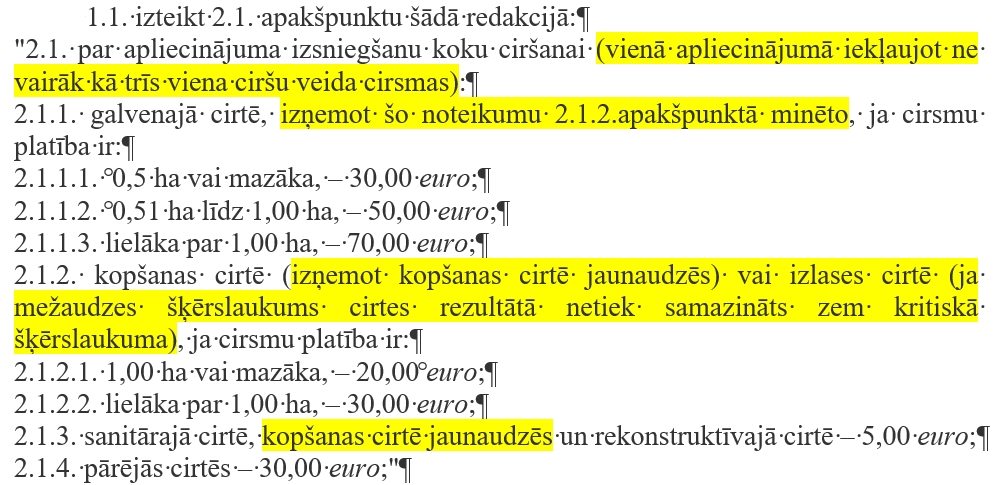 1.1. izteikt 2.1. apakšpunktu šādā redakcijā:¶
"2.1. par apliecinājuma izsniegšanu koku ciršanai (vienā apliecinājumā iekļaujot ne
vairāk kā trīs viena ciršu veida cirsmas):¶
2.1.1. galvenajā cirtē, izņemot šo noteikumu 2.1.2.apakšpunktā minēto, ja cirsmu
platība ir:¶
2.1.1.1. °0,5 ha vai mazāka, – 30,00 euro;¶
2.1.1.2. °0,51 ha līdz 1,00 ha, – 50,00 euro;¶
2.1.1.3. lielāka par 1,00 ha, – 70,00 euro;¶
2.1.2. kopšanas cirtē (izņemot kopšanas cirtē jaunaudzēs) vai izlases cirtē (ja
mežaudzes šķērslaukums cirtes rezultātā netiek samazināts zem kritiskā
šķērslaukuma), ja cirsmu platība ir:¶
2.1.2.1. 1,00 ha vai mazāka, – 20,00°euro;¶
2.1.2.2. lielāka par 1,00 ha, – 30,00 euro;¶
2.1.3. sanitārajā cirtē, kopšanas cirtē jaunaudzēs un rekonstruktīvajā cirtē – 5,00 euro;¶
2.1.4. pārējās cirtēs – 30,00 euro;"¶